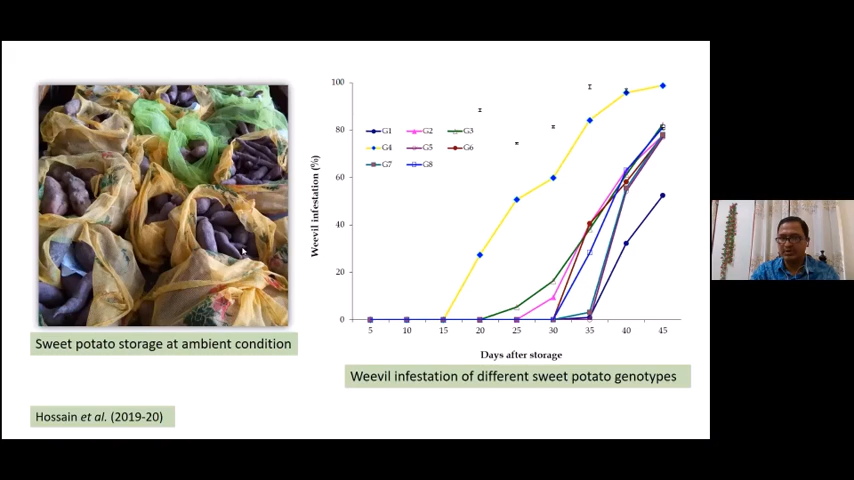 100
80
60
40
20
0
Weevil infestation (%)
G1 G2 G3
G4 G5 G6
G7 G8
5 10 15 20 25 30 35 40 45
Days after storage
Sweet potato storage at ambient condition
Weevil infestation of different sweet potato genotypes
Hossain et al. (2019-20)